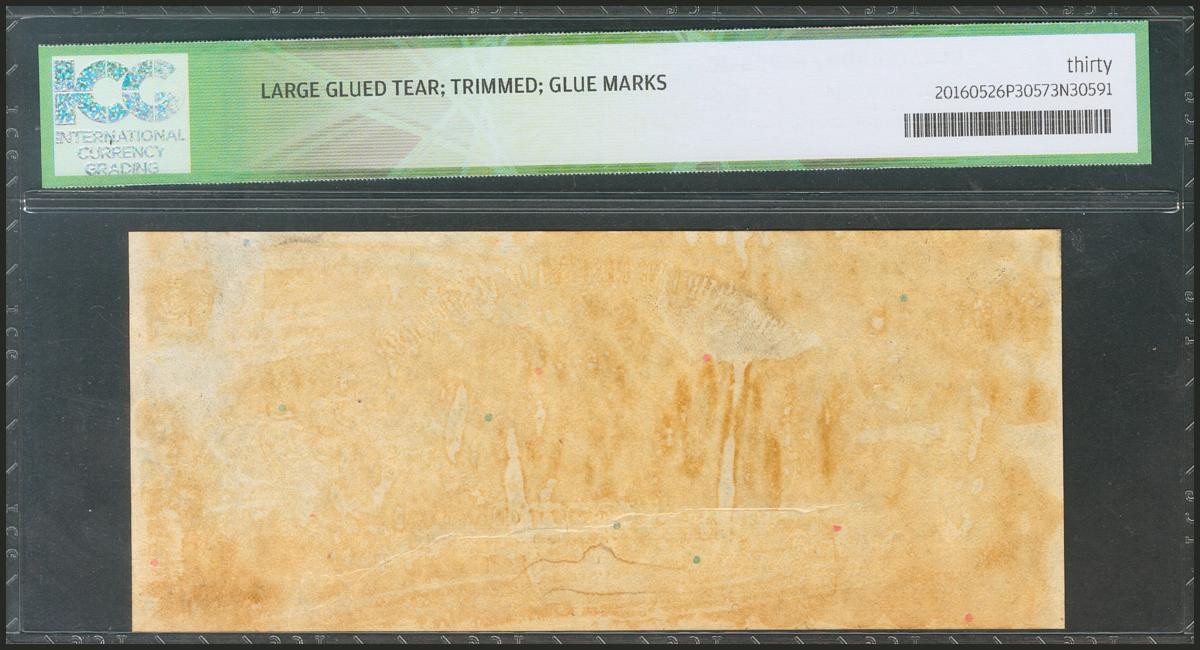 ICG
INTERNATIONAL
CURRENCY
GRADING
LARGE GLUED TEAR; TRIMMED; GLUE MARKS
thirty
20160526P30573N30591